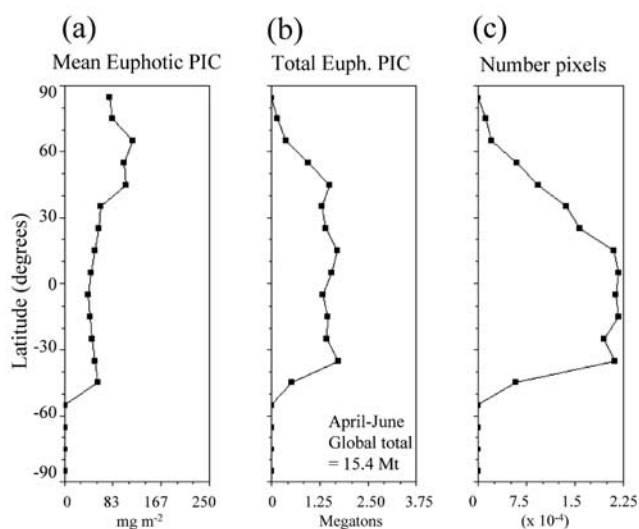 (a)
Mean Euphotic PIC
(b)
Total Euph. PIC
(c)
Number pixels
Latitude (degrees)
90
60
30
0
-30
-60
-90
0 83 167 250
mg m-2
April-June
Global total
= 15.4 Mt
0 1.25 2.50 3.75
Megatons
0 7.5 15 2.25
(x 10-4)